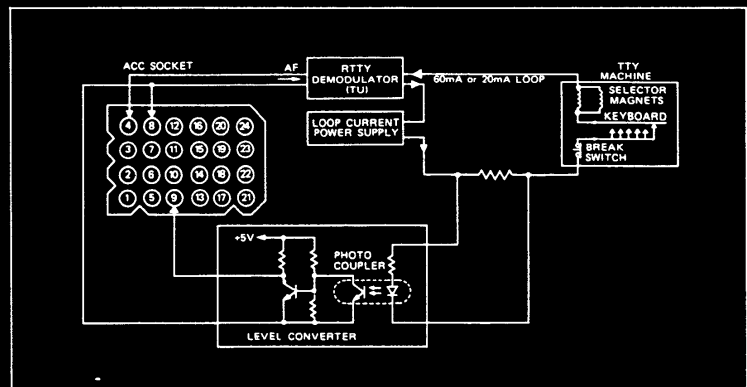 ACC SOCKET
AF
RTTY
DEMODULATOR
(TU)
60mA or 20mA LOOP
TTY
MACHINE
SELECTOR
MAGNETS
KEYBOARD
BREAK
SWITCH
LOOP CURRENT
POWER SUPPLY
4 8 12 16 20 24
3 7 11 15 19 23
2 6 10 14 18 22
1 5 9 13 17 21
+5V
PHOTO
COUPLER
LEVEL CONVERTER